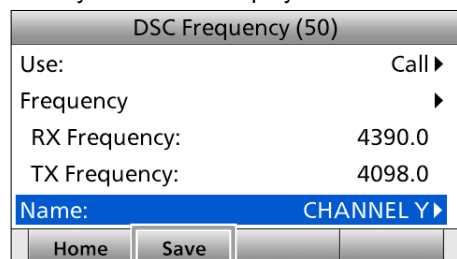 DSC Frequency (50)
Use: Call
Frequency
RX Frequency: 4390.0
TX Frequency: 4098.0
Name: CHANNEL Y
Home Save